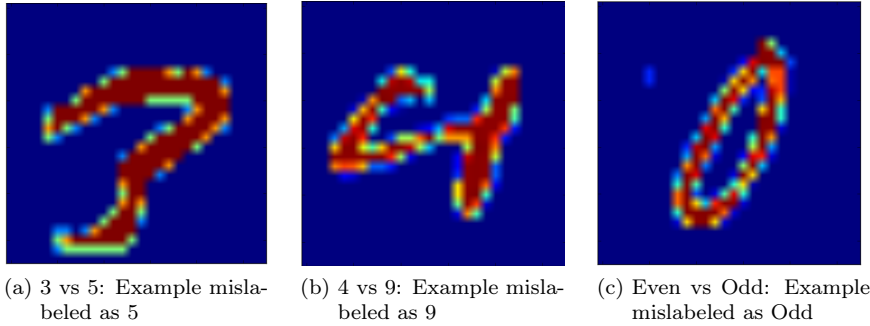 (a) 3 vs 5: Example misla-
beled as 5
(b) 4 vs 9: Example misla-
beled as 9
(c) Even vs Odd: Example
mislabeled as Odd